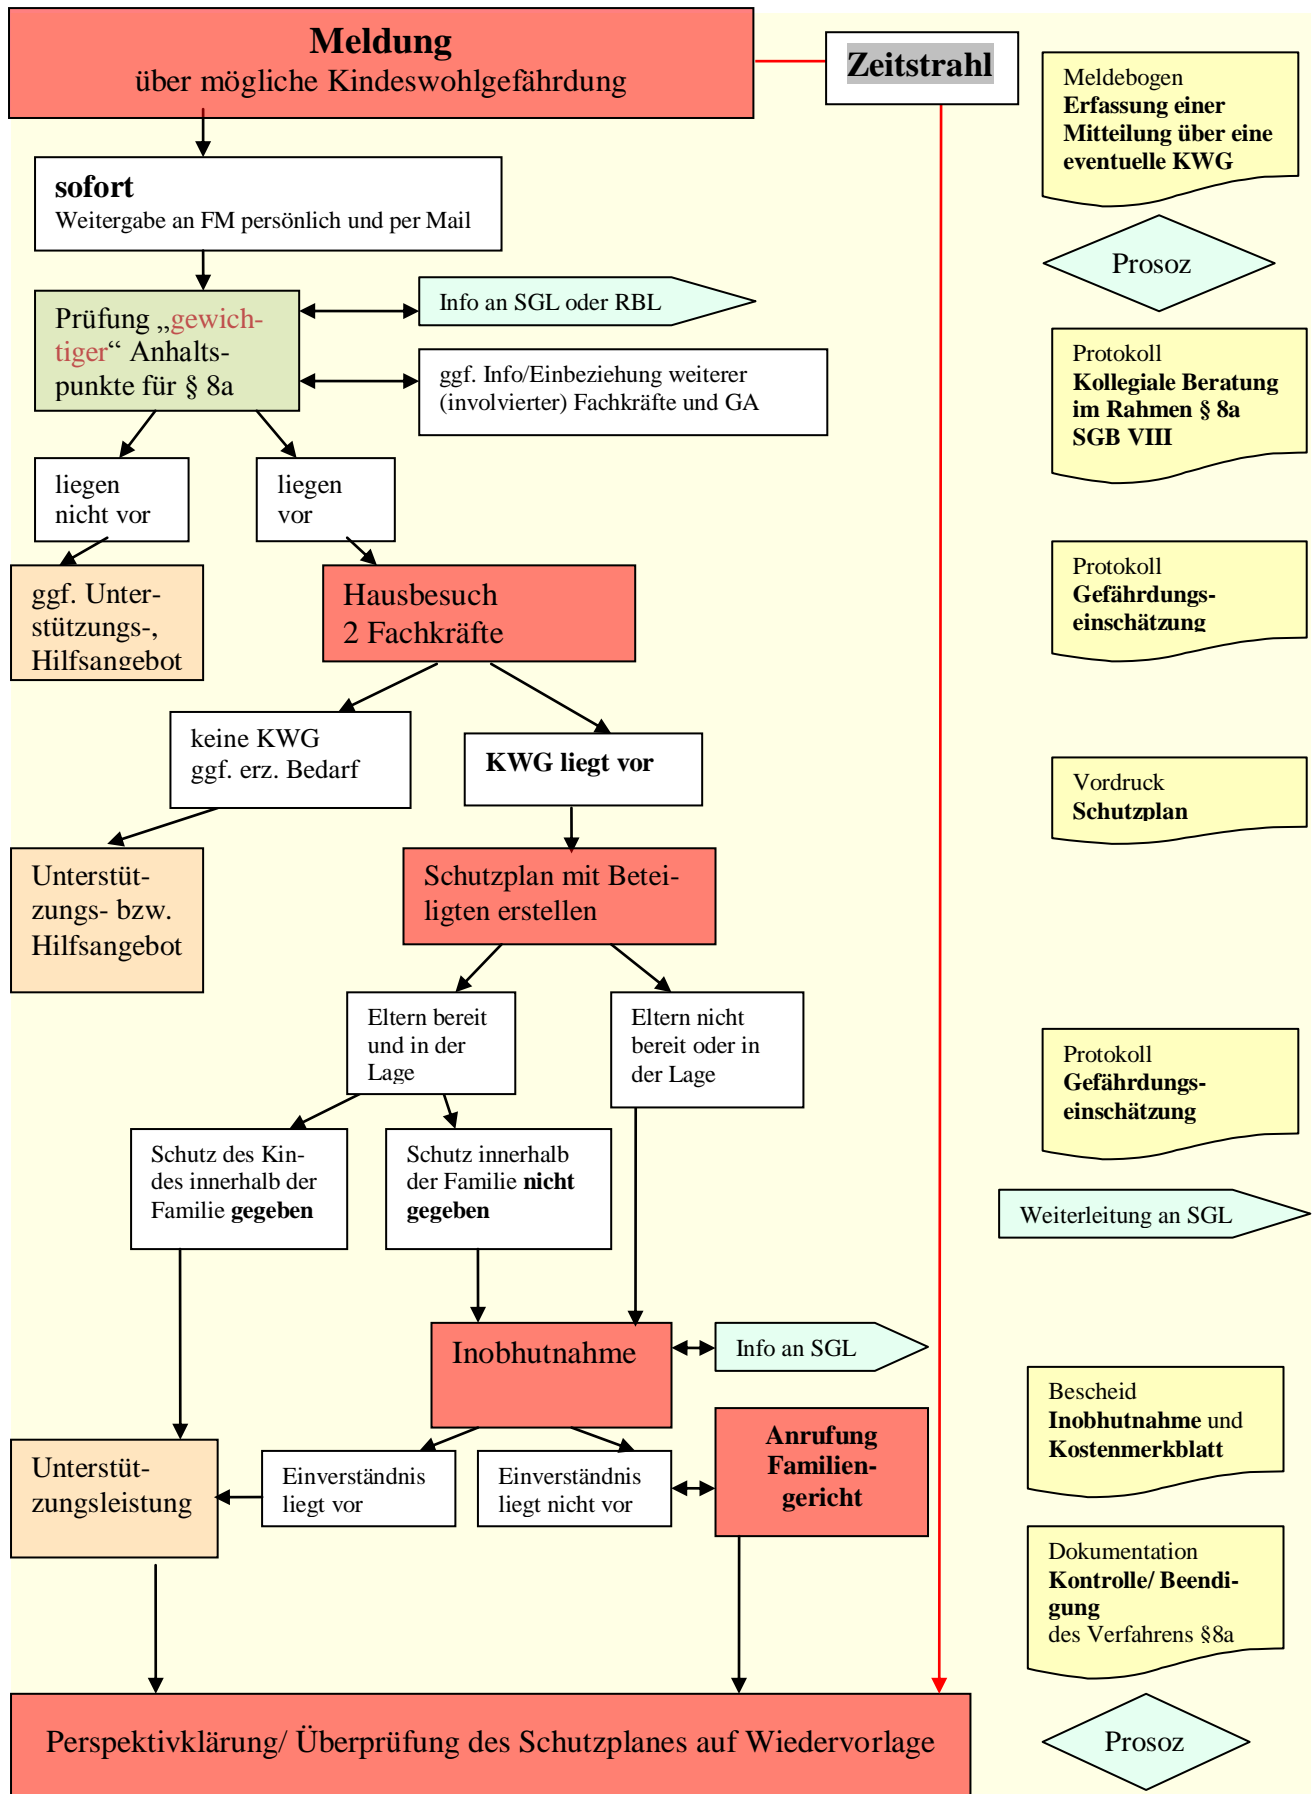 Meldung
über mögliche Kindeswohlgefährdung
Zeitstrahl
Meldebogen
Erfassung einer
Mitteilung über eine
eventuelle KWG
sofort
Weitergabe an FM persönlich und per Mail
Prosoz
Prüfung „gewich-
tiger“ Anhalts-
punkte für § 8a
Info an SGL oder RBL
ggf. Info/Einbeziehung weiterer
(involvierter) Fachkräfte und GA
Protokoll
Kollegiale Beratung
im Rahmen § 8a
SGB VIII
liegen
nicht vor
liegen
vor
ggf. Unter-
stützungs-,
Hilfsangebot
Hausbesuch
2 Fachkräfte
Protokoll
Gefährdungs-
einschätzung
keine KWG
ggf. erz. Bedarf
KWG liegt vor
Vordruck
Schutzplan
Unterstüt-
zungs- bzw.
Hilfsangebot
Schutzplan mit Betei-
ligten erstellen
Eltern bereit
und in der
Lage
Eltern nicht
bereit oder in
der Lage
Protokoll
Gefährdungs-
einschätzung
Schutz des Kin-
des innerhalb der
Familie gegeben
Schutz innerhalb
der Familie nicht
gegeben
Weiterleitung an SGL
Inobhutnahme
Info an SGL
Bescheid
Inobhutnahme und
Kostenmerkblatt
Unterstüt-
zungsleistung
Einverständnis
liegt vor
Einverständnis
liegt nicht vor
Anrufung
Familien-
gericht
Dokumentation
Kontrolle/ Beendi-
gung
des Verfahrens §8a
Perspektivklärung/ Überprüfung des Schutzplanes auf Wiedervorlage
Prosoz